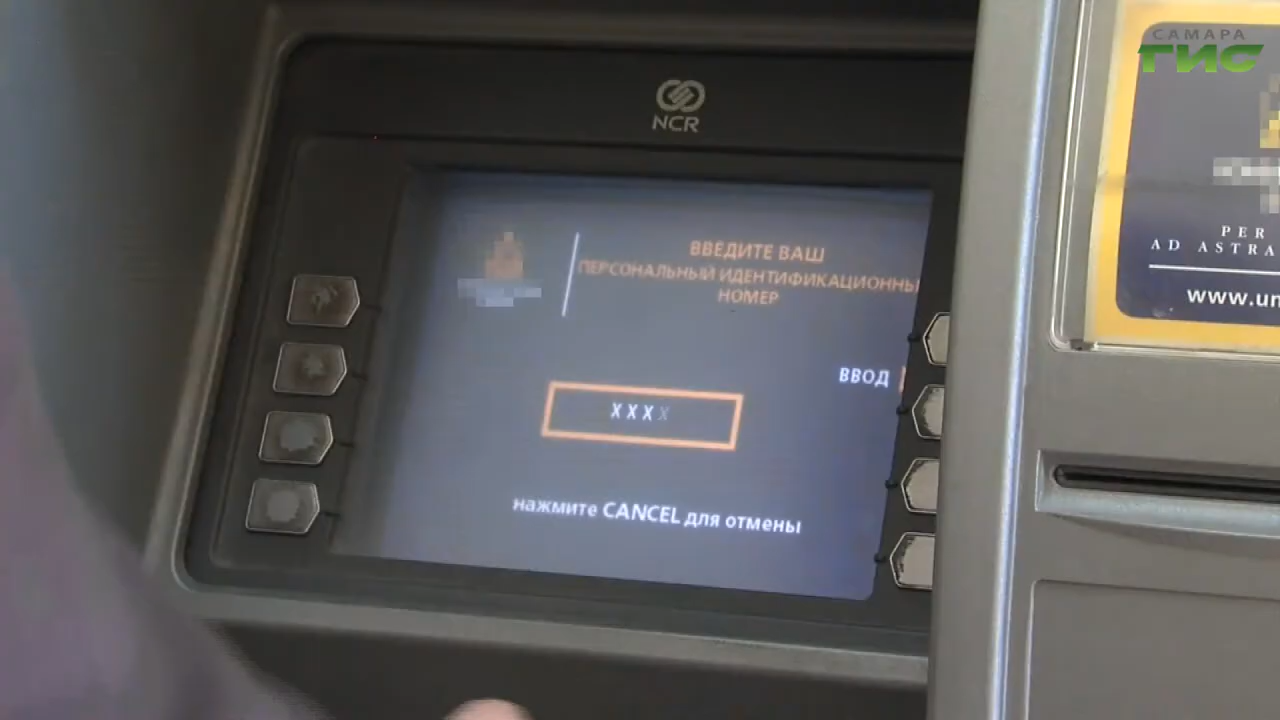 САМАРА
ГИС
NCR
PER
AD ASTRA
www.un
ВВЕДИТЕ ВАШ
ПЕРСОНАЛЬНЫЙ ИДЕНТИФИКАЦИОННЫ
НОМЕР
ВВОД
XXXX
нажмите CANCEL для отмены